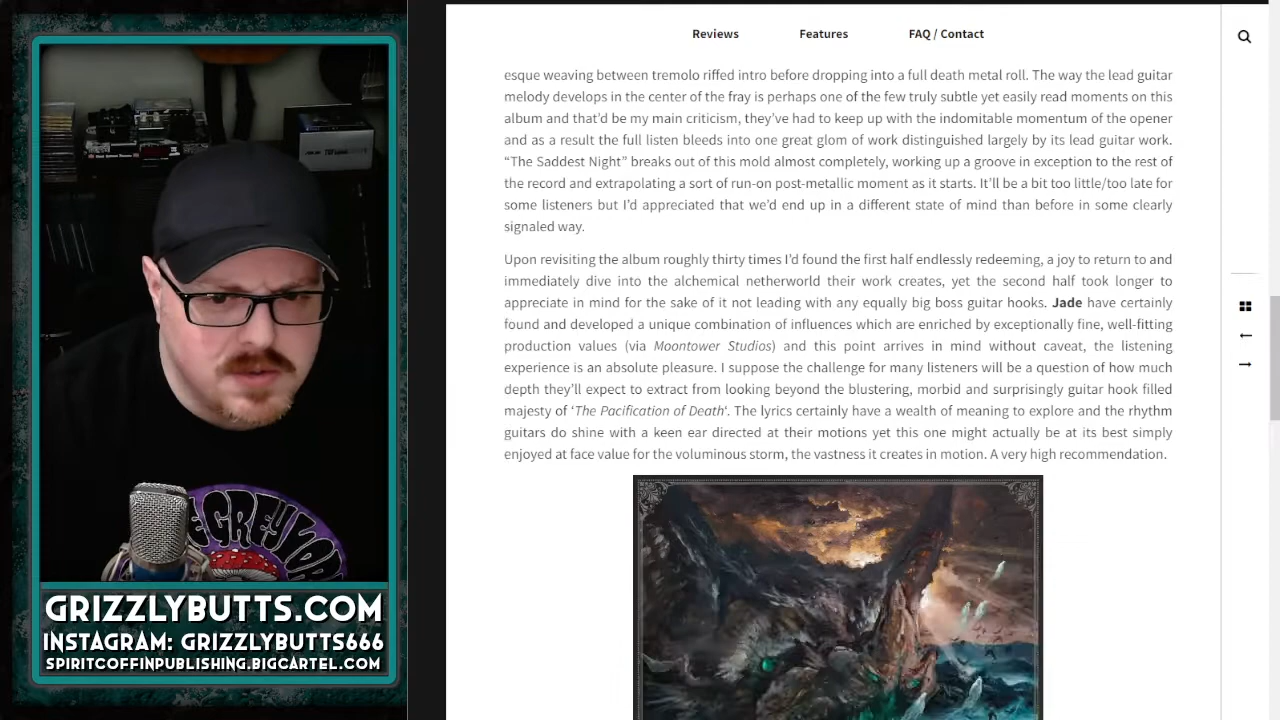 Reviews
Features
FAQ / Contact
esque weaving between tremolo riffed intro before dropping into a full death metal roll. The way the lead guitar
melody develops in the center of the fray is perhaps one of the few truly subtle yet easily read moments on this
album and that’d be my main criticism, they’ve had to keep up with the indomitable momentum of the opener
and as a result the full listen bleeds into one great glom of work distinguished largely by its lead guitar work.
“The Saddest Night” breaks out of this mold almost completely, working up a groove in exception to the rest of
the record and extrapolating a sort of run-on post-metallic moment as it starts. It’ll be a bit too little/too late for
some listeners but I’d appreciated that we’d end up in a different state of mind than before in some clearly
signaled way.
Upon revisiting the album roughly thirty times I’d found the first half endlessly redeeming, a joy to return to and
immediately dive into the alchemical netherworld their work creates, yet the second half took longer to
appreciate in mind for the sake of it not leading with any equally big boss guitar hooks. Jade have certainly
found and developed a unique combination of influences which are enriched by exceptionally fine, well-fitting
production values (via Moontower Studios) and this point arrives in mind without caveat, the listening
experience is an absolute pleasure. I suppose the challenge for many listeners will be a question of how much
depth they’ll expect to extract from looking beyond the blustering, morbid and surprisingly guitar hook filled
majesty of ‘The Pacification of Death‘. The lyrics certainly have a wealth of meaning to explore and the rhythm
guitars do shine with a keen ear directed at their motions yet this one might actually be at its best simply
enjoyed at face value for the voluminous storm, the vastness it creates in motion. A very high recommendation.
GRIZZLYBUTTS.COM
INSTAGRAM: GRIZZLYBUTTS666
SPIRITCOFFINPUBLISHING.BIGCARTEL.COM